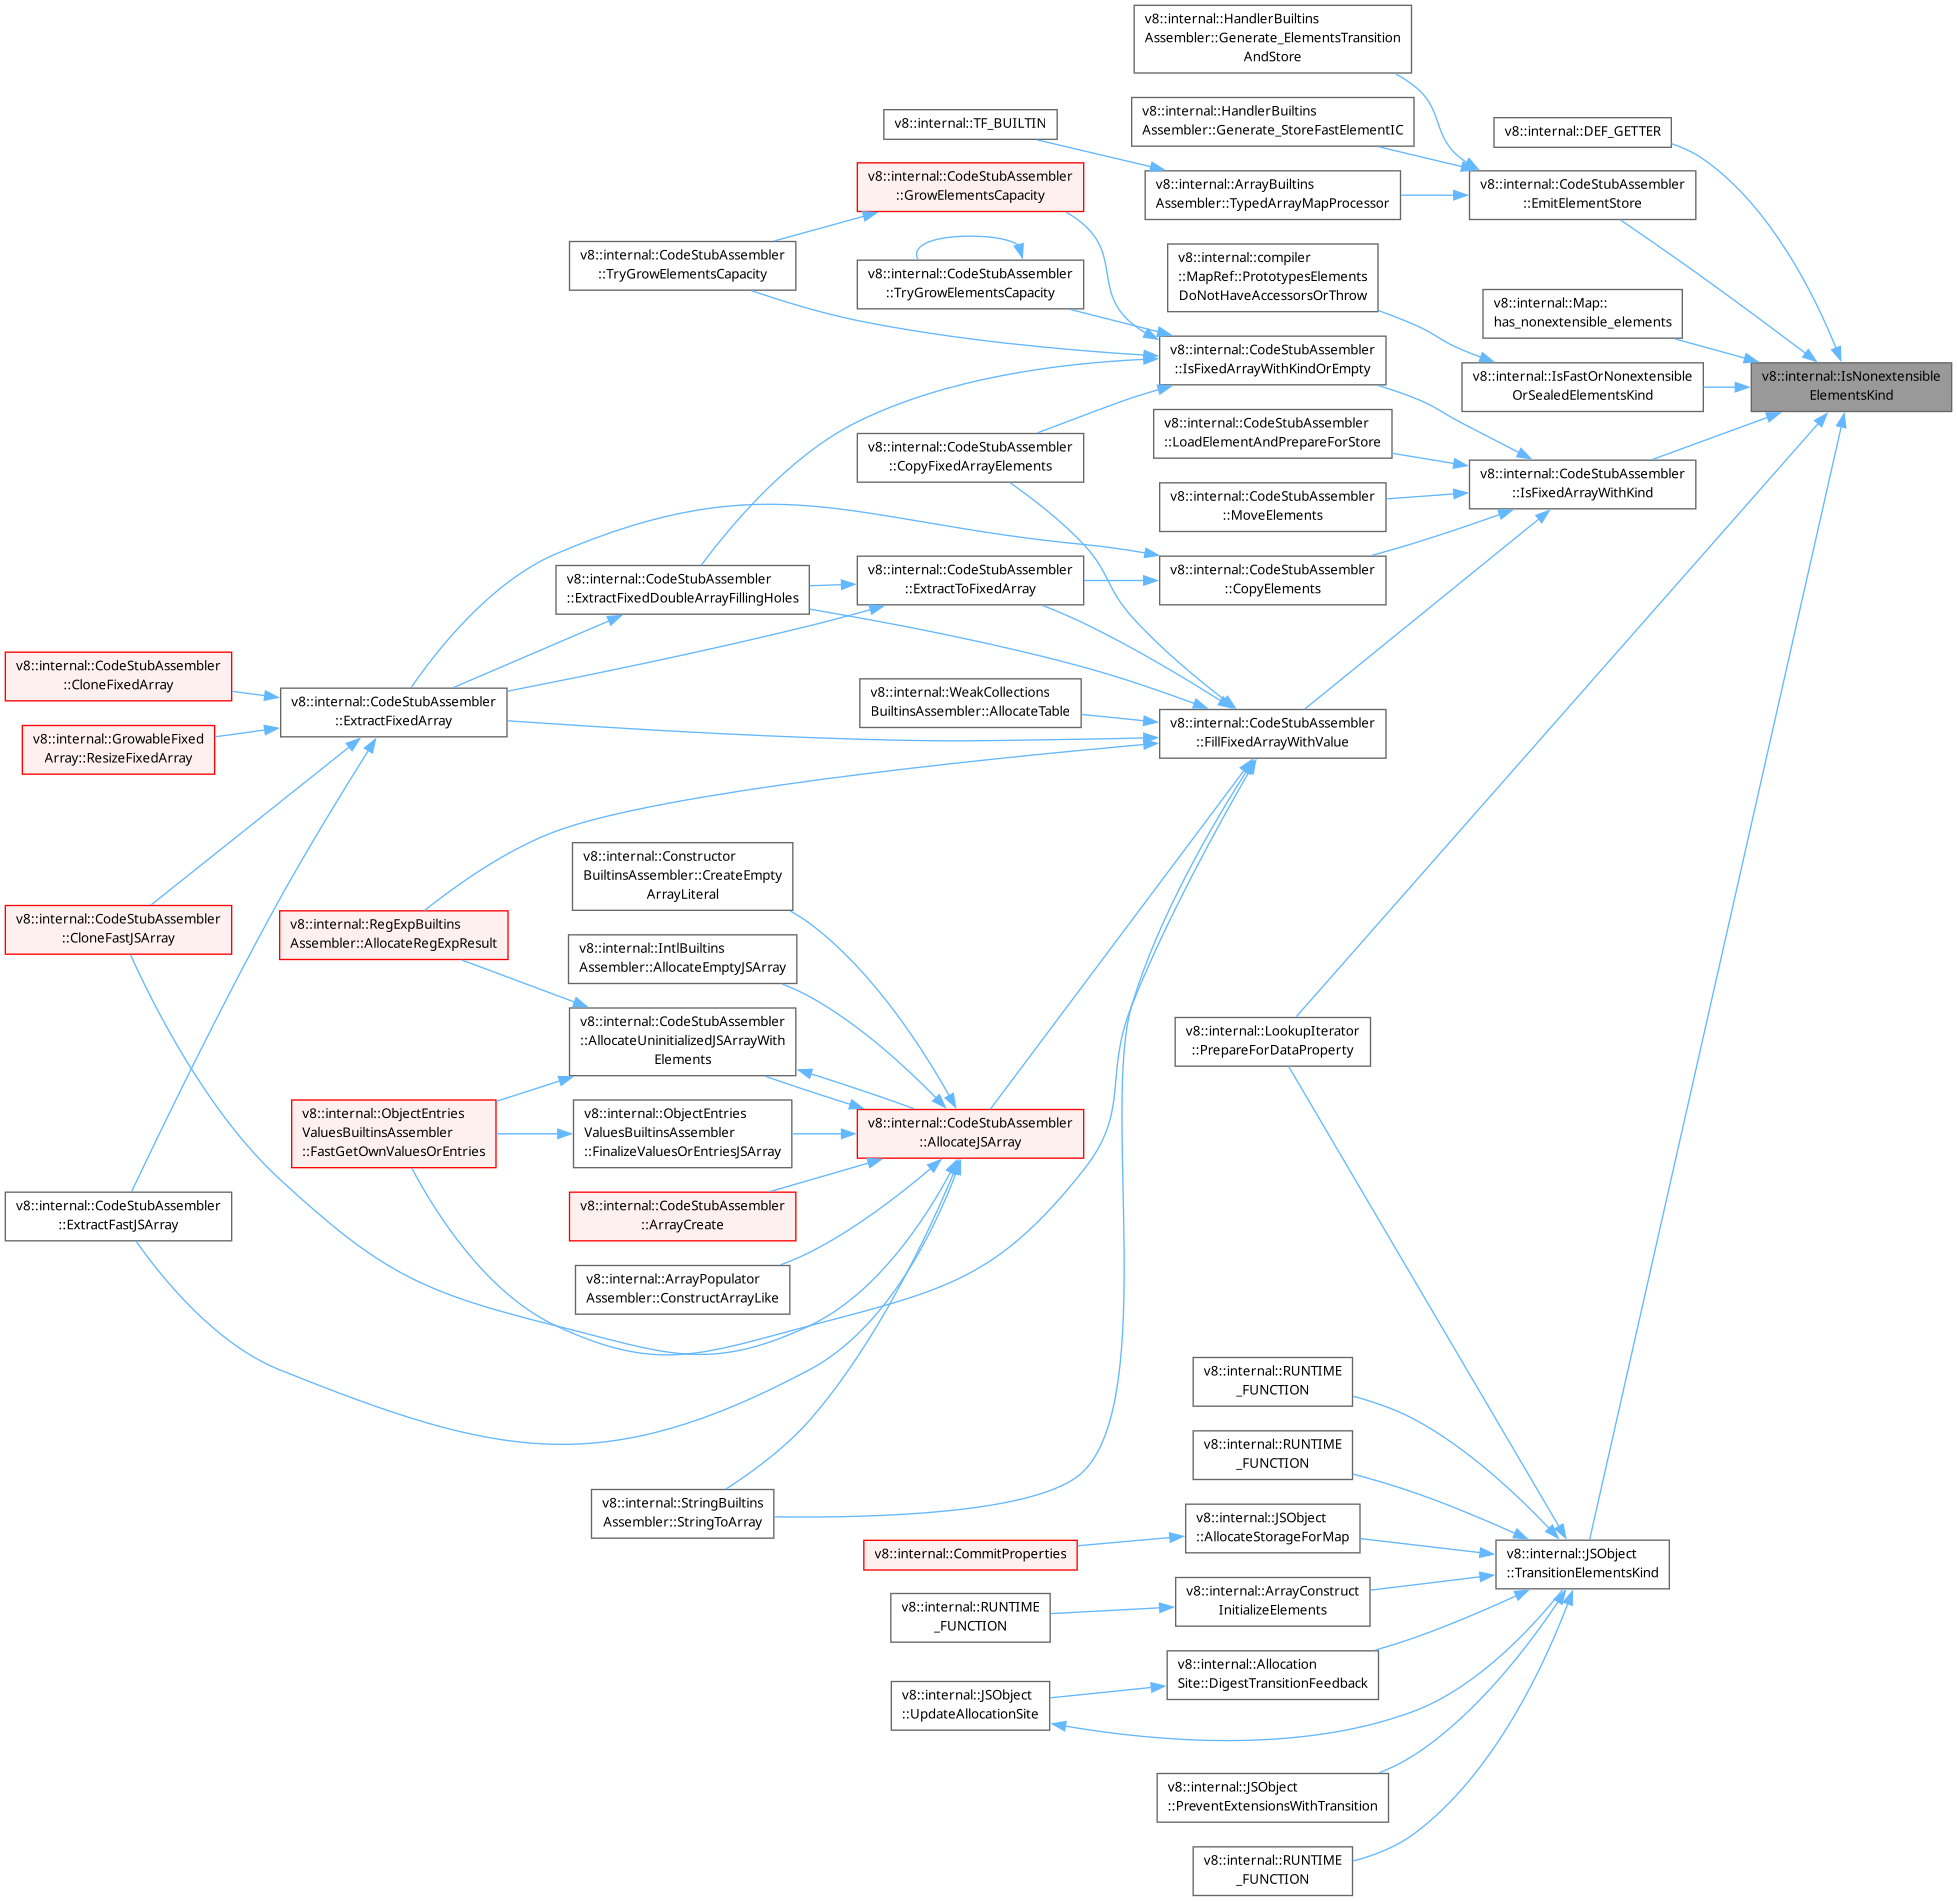 v8::internal::HandlerBuiltins
Assembler::Generate_ElementsTransition
AndStore
v8::internal::TF_BUILTIN
v8::internal::HandlerBuiltins
Assembler::Generate_StoreFastElementIC
v8::internal::DEF_GETTER
v8::internal::CodeStubAssembler
::GrowElementsCapacity
v8::internal::ArrayBuiltins
Assembler::TypedArrayMapProcessor
v8::internal::CodeStubAssembler
::EmitElementStore
v8::internal::CodeStubAssembler
::TryGrowElementsCapacity
v8::internal::CodeStubAssembler
::TryGrowElementsCapacity
v8::internal::compiler
::MapRef::PrototypesElements
DoNotHaveAccessorsOrThrow
v8::internal::Map::
has_nonextensible_elements
v8::internal::CodeStubAssembler
::IsFixedArrayWithKindOrEmpty
v8::internal::IsFastOrNonextensible
OrSealedElementsKind
v8::internal::IsNonextensible
ElementsKind
v8::internal::CodeStubAssembler
::CopyFixedArrayElements
v8::internal::CodeStubAssembler
::LoadElementAndPrepareForStore
v8::internal::CodeStubAssembler
::IsFixedArrayWithKind
v8::internal::CodeStubAssembler
::MoveElements
v8::internal::CodeStubAssembler
::ExtractFixedDoubleArrayFillingHoles
v8::internal::CodeStubAssembler
::ExtractToFixedArray
v8::internal::CodeStubAssembler
::CopyElements
v8::internal::CodeStubAssembler
::CloneFixedArray
v8::internal::CodeStubAssembler
::ExtractFixedArray
v8::internal::WeakCollections
BuiltinsAssembler::AllocateTable
v8::internal::CodeStubAssembler
::FillFixedArrayWithValue
v8::internal::GrowableFixed
Array::ResizeFixedArray
v8::internal::Constructor
BuiltinsAssembler::CreateEmpty
ArrayLiteral
v8::internal::CodeStubAssembler
::CloneFastJSArray
v8::internal::RegExpBuiltins
Assembler::AllocateRegExpResult
v8::internal::IntlBuiltins
Assembler::AllocateEmptyJSArray
v8::internal::CodeStubAssembler
::AllocateUninitializedJSArrayWith
Elements
v8::internal::LookupIterator
::PrepareForDataProperty
v8::internal::ObjectEntries
ValuesBuiltinsAssembler
::FastGetOwnValuesOrEntries
v8::internal::ObjectEntries
ValuesBuiltinsAssembler
::FinalizeValuesOrEntriesJSArray
v8::internal::CodeStubAssembler
::AllocateJSArray
v8::internal::CodeStubAssembler
::ExtractFastJSArray
v8::internal::CodeStubAssembler
::ArrayCreate
v8::internal::ArrayPopulator
Assembler::ConstructArrayLike
v8::internal::RUNTIME
_FUNCTION
v8::internal::RUNTIME
_FUNCTION
v8::internal::StringBuiltins
Assembler::StringToArray
v8::internal::CommitProperties
v8::internal::JSObject
::AllocateStorageForMap
v8::internal::JSObject
::TransitionElementsKind
v8::internal::RUNTIME
_FUNCTION
v8::internal::ArrayConstruct
InitializeElements
v8::internal::JSObject
::UpdateAllocationSite
v8::internal::Allocation
Site::DigestTransitionFeedback
v8::internal::JSObject
::PreventExtensionsWithTransition
v8::internal::RUNTIME
_FUNCTION